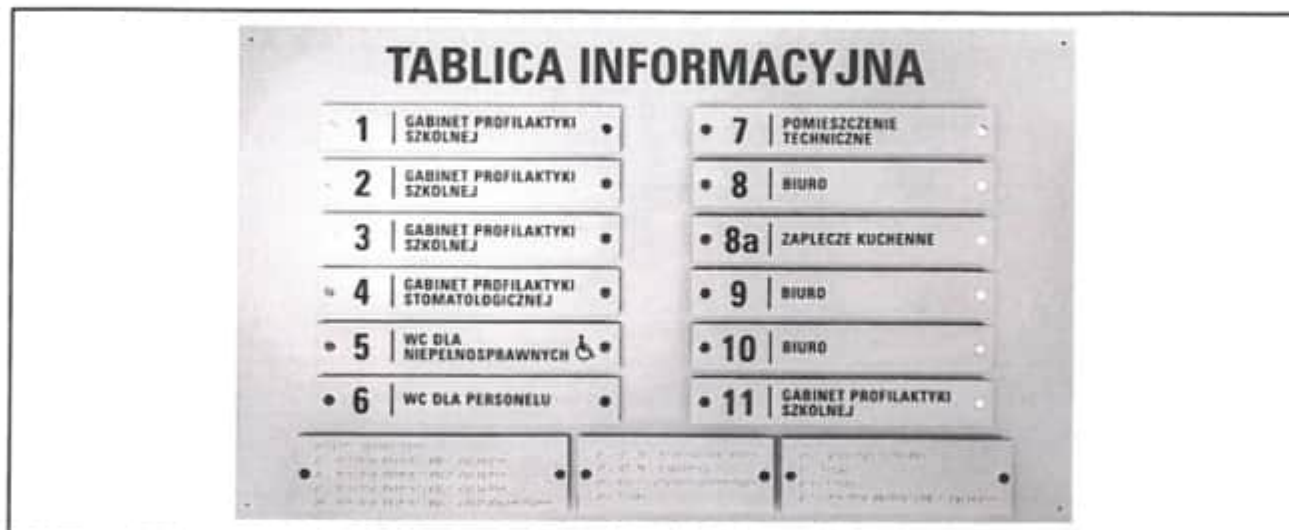 TABLICA INFORMACYJNA
1 GABINET PROFILAKTYKI
SZKOLNEJ
2 GABINET PROFILAKTYKI
SZKOLNEJ
3 GABINET PROFILAKTYKI
SZKOLNEJ
4 GABINET PROFILAKTYKI
STOMATOLOGICZNEJ
5 WC DLA
NIEPEŁNOSPRAWNYCH
6 WC DLA PERSONELU
7 POMIESZCZENIE
TECHNICZNE
8 BIURO
8a ZAPLECZE KUCHENNE
9 BIURO
10 BIURO
11 GABINET PROFILAKTYKI
SZKOLNEJ